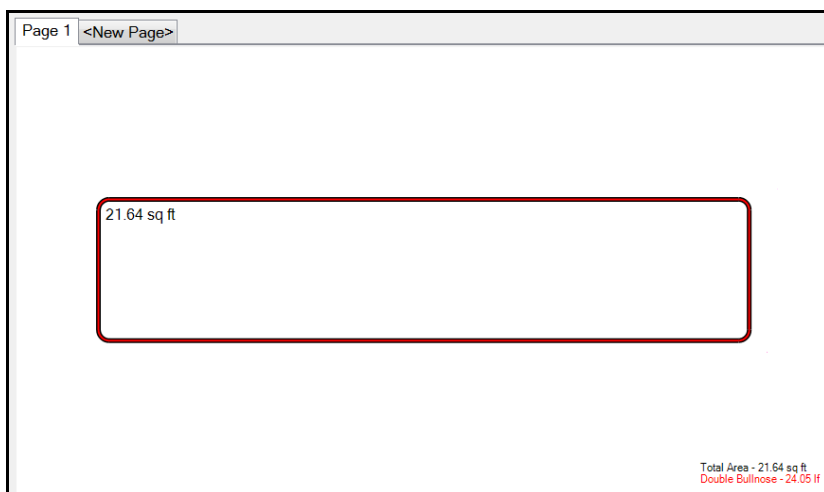 Page 1 <New Page>
21.64 sq ft
Total Area - 21.64 sq ft
Double Bullnose - 24.05 lf